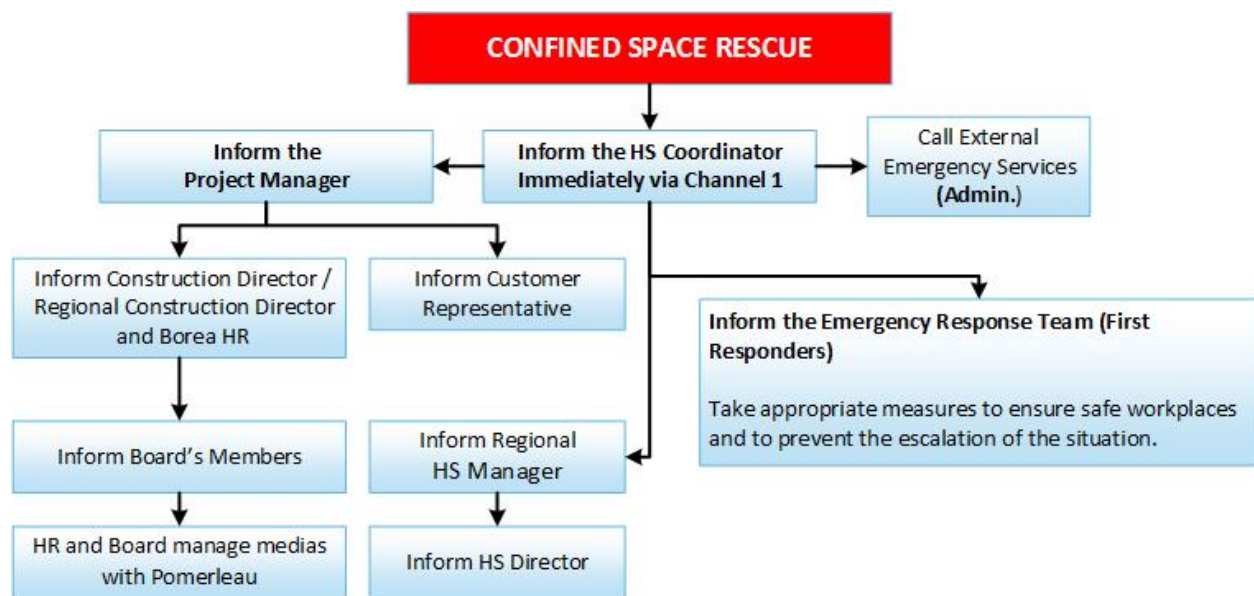 CONFINED SPACE RESCUE
Inform the
Project Manager
Inform the HS Coordinator
Immediately via Channel 1
Call External
Emergency Services
(Admin.)
Inform Construction Director /
Regional Construction Director
and Borea HR
Inform Customer
Representative
Inform the Emergency Response Team (First
Responders)
Take appropriate measures to ensure safe workplaces
and to prevent the escalation of the situation.
Inform Board’s Members
Inform Regional
HS Manager
HR and Board manage medias
with Pomerleau
Inform HS Director